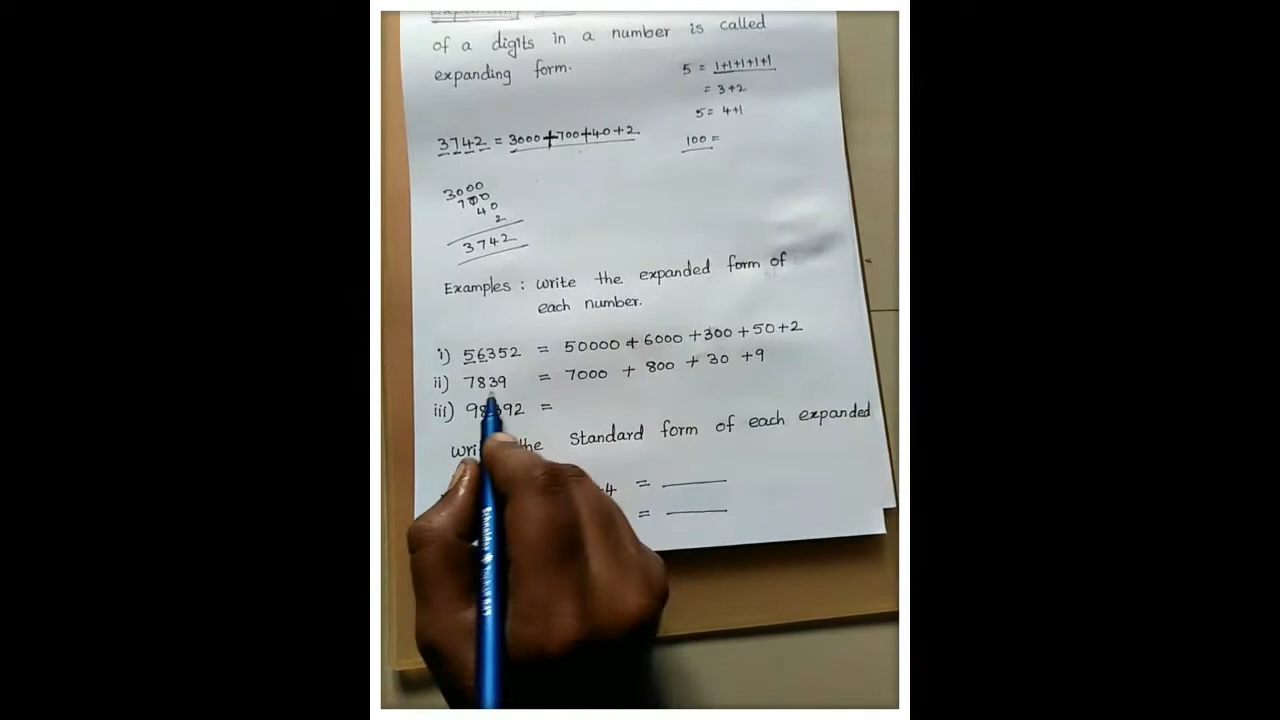 of a digits in a number is called
expanding form.
5 = 1+1+1+1+1
= 3+2
5 = 4+1
100 =
3742 = 3000+700+40+2
3000
700
40
2
3742
Examples : write the expanded form of
each number.
i) 56352 = 50000 + 6000 + 300 + 50 + 2
ii) 7839 = 7000 + 800 + 30 + 9
iii) =
the Standard form of each expanded
+4 =
=
Schneider